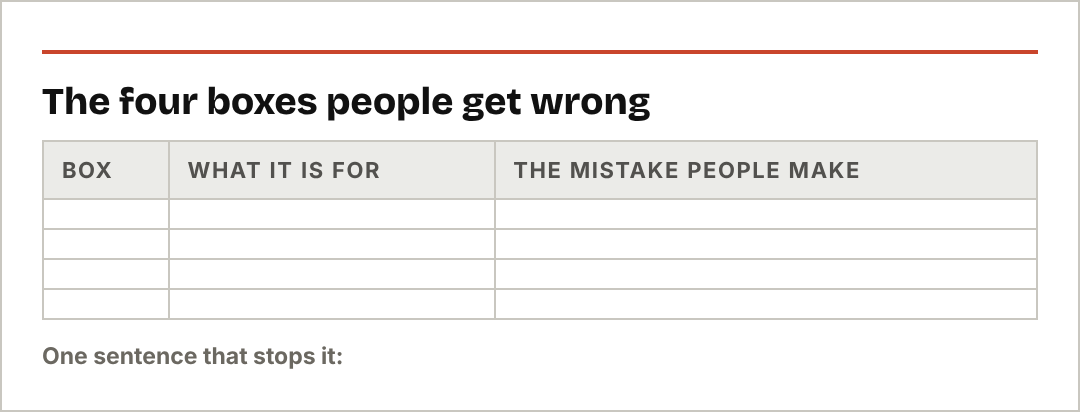 The four boxes people get wrong
BOX WHAT IT IS FOR THE MISTAKE PEOPLE MAKE
One sentence that stops it: